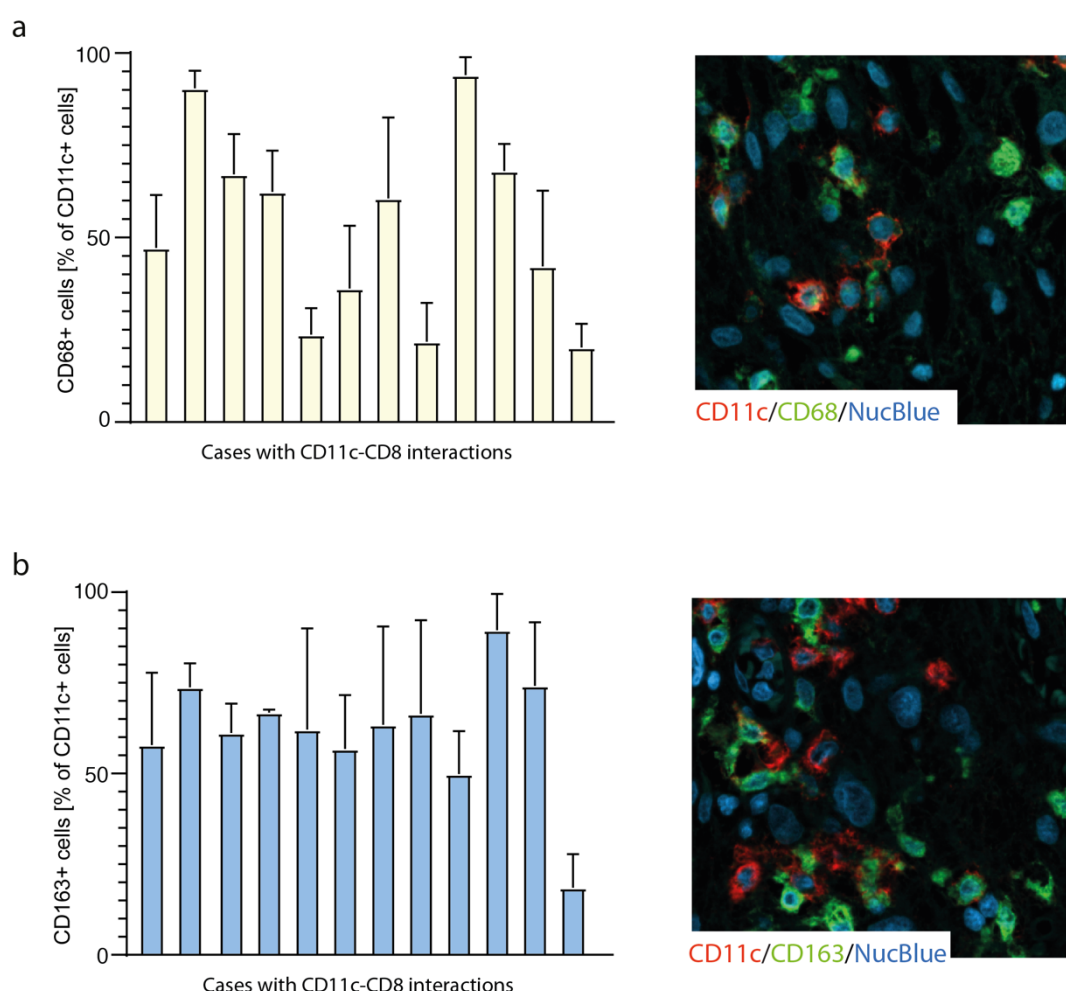 a
100
50
0
CD68+ cells [% of CD11c+ cells]
Cases with CD11c-CD8 interactions
CD11c/CD68/NucBlue
b
100
50
0
CD163+ cells [% of CD11c+ cells]
Cases with CD11c-CD8 interactions
CD11c/CD163/NucBlue